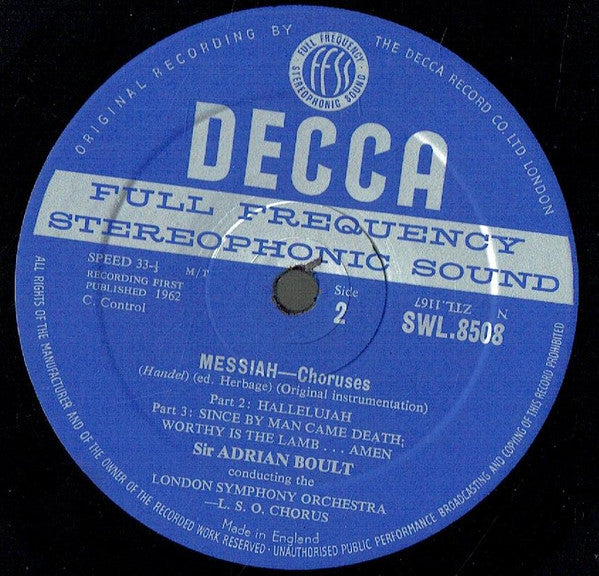 ORIGINAL RECORDING BY
THE DECCA RECORD CO. LTD LONDON
FULL FREQUENCY
ffss
STEREOPHONIC SOUND
DECCA
FULL FREQUENCY
STEREOPHONIC SOUND
SPEED 33-⅓ M/T
RECORDING FIRST
PUBLISHED 1962
C. Control
Side
2
N
ZTL.1167
SWL.8508
MESSIAH—Choruses
(Handel) (ed. Herbage) (Original instrumentation)
Part 2: HALLELUJAH
Part 3: SINCE BY MAN CAME DEATH;
WORTHY IS THE LAMB . . . AMEN
Sir ADRIAN BOULT
conducting the
LONDON SYMPHONY ORCHESTRA
—L. S. O. CHORUS
Made in England
ALL RIGHTS OF THE MANUFACTURER AND OF THE OWNER OF THE RECORDED WORK RESERVED · UNAUTHORISED PUBLIC PERFORMANCE BROADCASTING AND COPYING OF THIS RECORD PROHIBITED